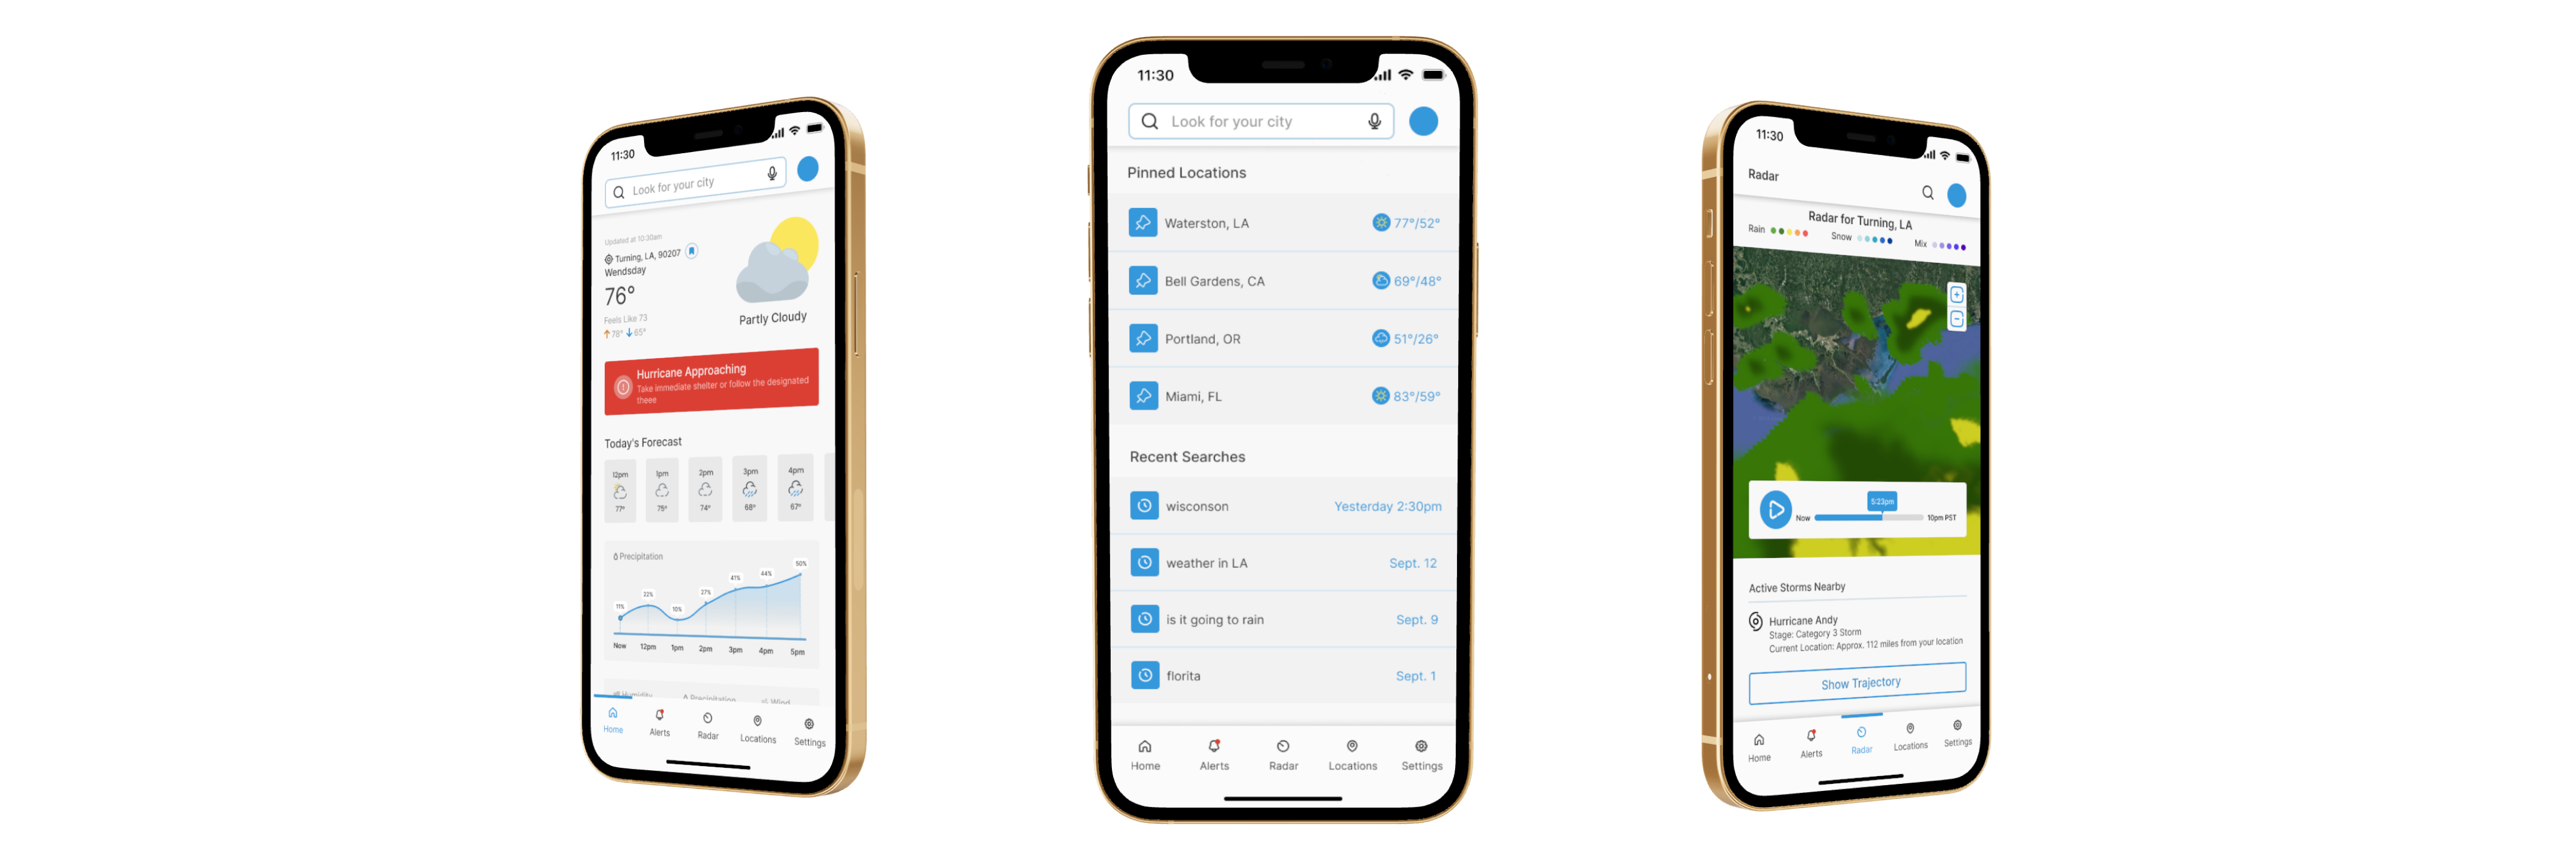 11:30
Look for your city
Updated at 10:30am
Turning, LA, 90207
Wendsday
76°
Feels Like 73
78° 65°
Partly Cloudy
Hurricane Approaching
Take immediate shelter or follow the designated
theee
Today's Forecast
12pm 1pm 2pm 3pm 4pm
77° 75° 74° 68° 67°
Precipitation
11% 22% 10% 27% 41% 44% 50%
Now 12pm 1pm 2pm 3pm 4pm 5pm
Humidity Precipitation Wind
Home Alerts Radar Locations Settings
11:30
Look for your city
Pinned Locations
Waterston, LA 77°/52°
Bell Gardens, CA 69°/48°
Portland, OR 51°/26°
Miami, FL 83°/59°
Recent Searches
wisconson Yesterday 2:30pm
weather in LA Sept. 12
is it going to rain Sept. 9
florita Sept. 1
Home Alerts Radar Locations Settings
11:30
Radar
Radar for Turning, LA
Rain Snow Mix
5:23pm
Now 10pm PST
Active Storms Nearby
Hurricane Andy
Stage: Category 3 Storm
Current Location: Approx. 112 miles from your location
Show Trajectory
Home Alerts Radar Locations Settings